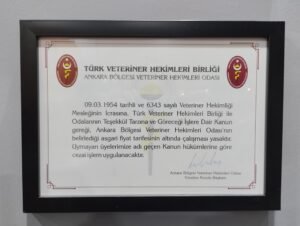 TÜRK VETERİNER HEKİMLERİ BİRLİĞİ
ANKARA BÖLGESİ VETERİNER HEKİMLERİ ODASI
09.03.1954 tarihli ve 6343 sayılı Veteriner Hekimliği
Mesleğinin İcrasına, Türk Veteriner Hekimleri Birliği ile
Odalarının Teşekkül Tarzına ve Göreceği İşlere Dair Kanun
gereği, Ankara Bölgesi Veteriner Hekimleri Odası'nın
belirlediği asgari fiyat tarifesinin altında çalışması yasaktır.
Uymayan üyelerimize adı geçen Kanun hükümlerine göre
cezai işlem uygulanacaktır.
Ankara Bölgesi Veteriner Hekimleri Odası
Yönetim Kurulu Başkanı